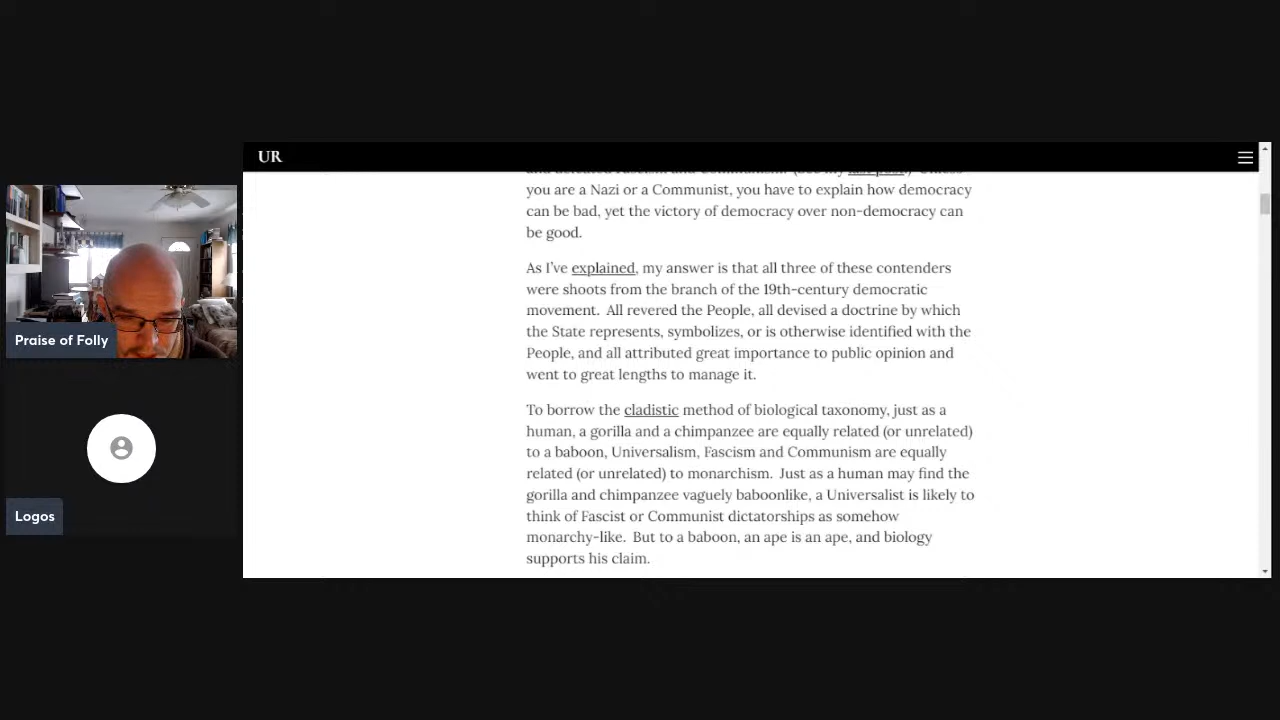 UR
you are a Nazi or a Communist, you have to explain how democracy
can be bad, yet the victory of democracy over non-democracy can
be good.
As I’ve explained, my answer is that all three of these contenders
were shoots from the branch of the 19th-century democratic
movement.  All revered the People, all devised a doctrine by which
the State represents, symbolizes, or is otherwise identified with the
People, and all attributed great importance to public opinion and
went to great lengths to manage it.
To borrow the cladistic method of biological taxonomy, just as a
human, a gorilla and a chimpanzee are equally related (or unrelated)
to a baboon, Universalism, Fascism and Communism are equally
related (or unrelated) to monarchism.  Just as a human may find the
gorilla and chimpanzee vaguely baboonlike, a Universalist is likely to
think of Fascist or Communist dictatorships as somehow
monarchy-like.  But to a baboon, an ape is an ape, and biology
supports his claim.
Praise of Folly
Logos